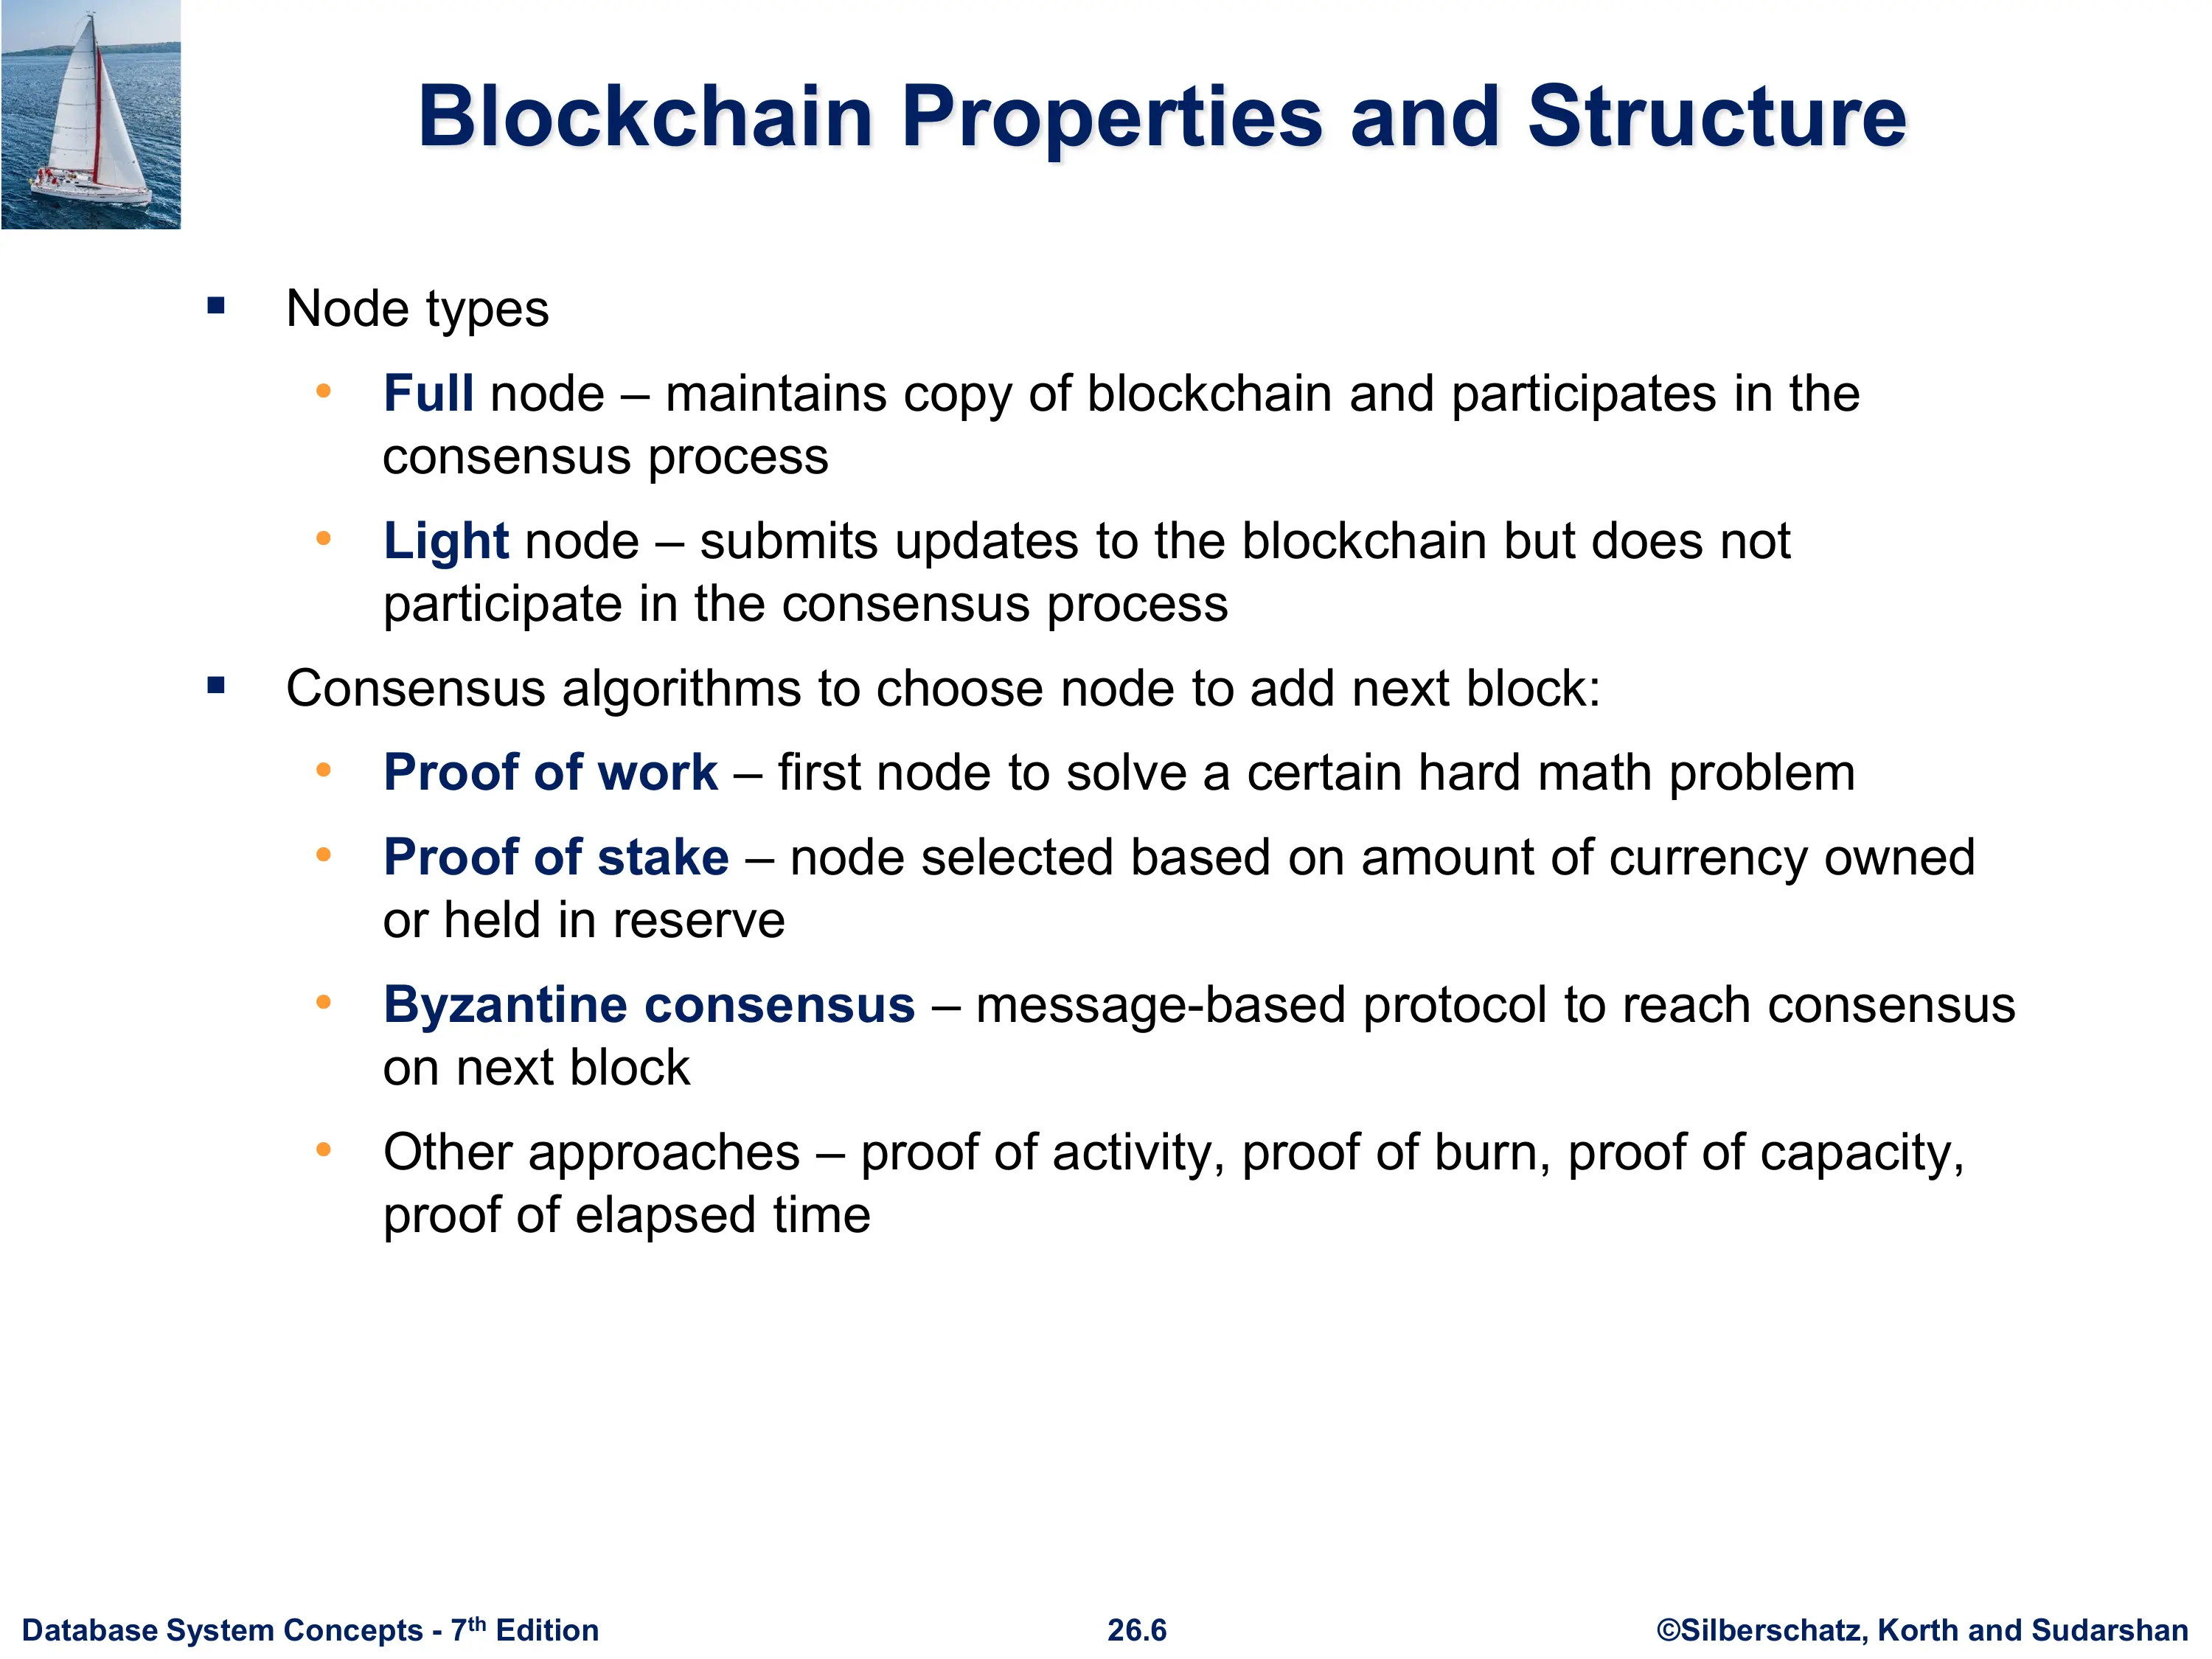 Blockchain Properties and Structure
▪ Node types
• Full node – maintains copy of blockchain and participates in the
consensus process
• Light node – submits updates to the blockchain but does not
participate in the consensus process
▪ Consensus algorithms to choose node to add next block:
• Proof of work – first node to solve a certain hard math problem
• Proof of stake – node selected based on amount of currency owned
or held in reserve
• Byzantine consensus – message-based protocol to reach consensus
on next block
• Other approaches – proof of activity, proof of burn, proof of capacity,
proof of elapsed time
Database System Concepts - 7th Edition
26.6
©Silberschatz, Korth and Sudarshan